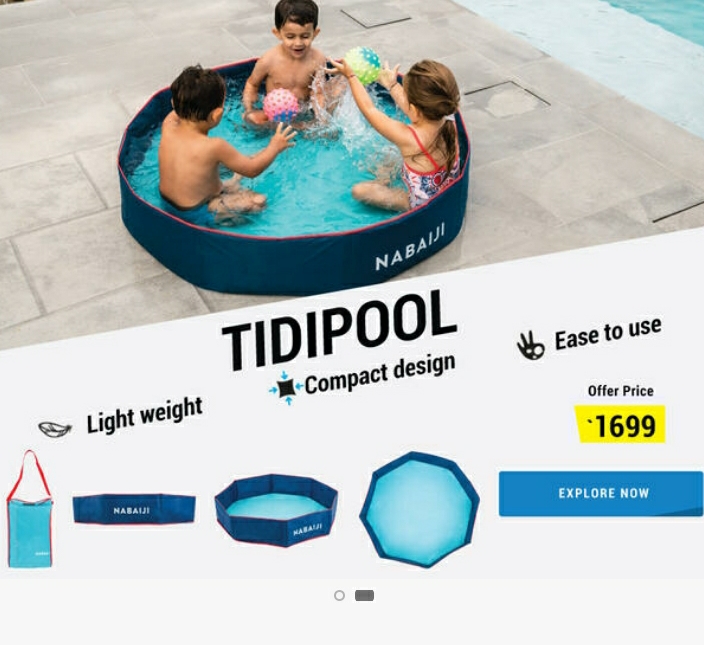 NABAIJI
TIDIPOOL
Ease to use
Compact design
Light weight
Offer Price
`1699
NABAIJI
NABAIJI
EXPLORE NOW